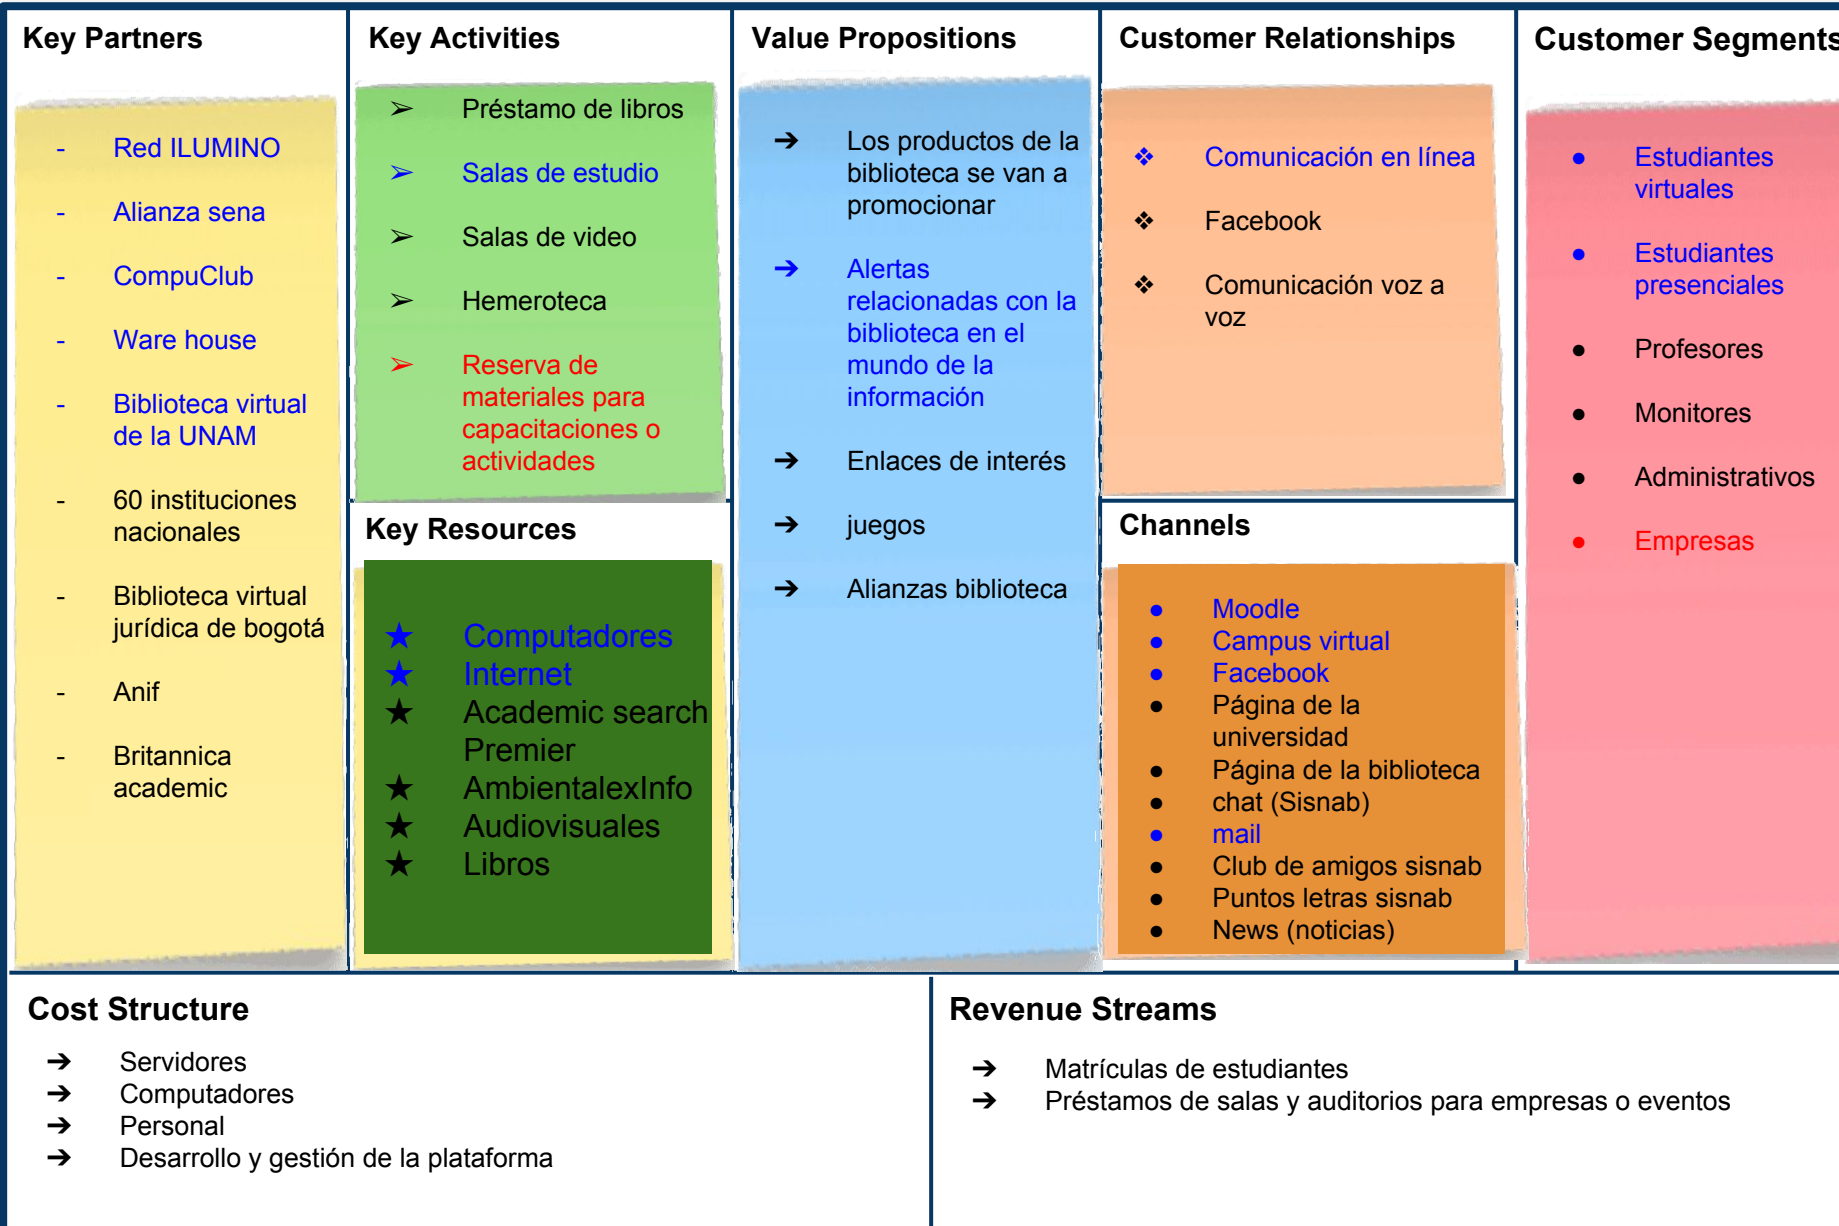 Key Partners
- Red ILUMINO
- Alianza sena
- CompuClub
- Ware house
- Biblioteca virtual
de la UNAM
- 60 instituciones
nacionales
- Biblioteca virtual
jurídica de bogotá
- Anif
- Britannica
academic
Key Activities
➢ Préstamo de libros
➢ Salas de estudio
➢ Salas de video
➢ Hemeroteca
➢ Reserva de
materiales para
capacitaciones o
actividades
Key Resources
★ Computadores
★ Internet
★ Academic search
Premier
★ AmbientalexInfo
★ Audiovisuales
★ Libros
Value Propositions
➔ Los productos de la
biblioteca se van a
promocionar
➔ Alertas
relacionadas con la
biblioteca en el
mundo de la
información
➔ Enlaces de interés
➔ juegos
➔ Alianzas biblioteca
Customer Relationships
❖ Comunicación en línea
❖ Facebook
❖ Comunicación voz a
voz
Channels
● Moodle
● Campus virtual
● Facebook
● Página de la
universidad
● Página de la biblioteca
● chat (Sisnab)
● mail
● Club de amigos sisnab
● Puntos letras sisnab
● News (noticias)
Customer Segments
● Estudiantes
virtuales
● Estudiantes
presenciales
● Profesores
● Monitores
● Administrativos
● Empresas
Cost Structure
➔ Servidores
➔ Computadores
➔ Personal
➔ Desarrollo y gestión de la plataforma
Revenue Streams
➔ Matrículas de estudiantes
➔ Préstamos de salas y auditorios para empresas o eventos